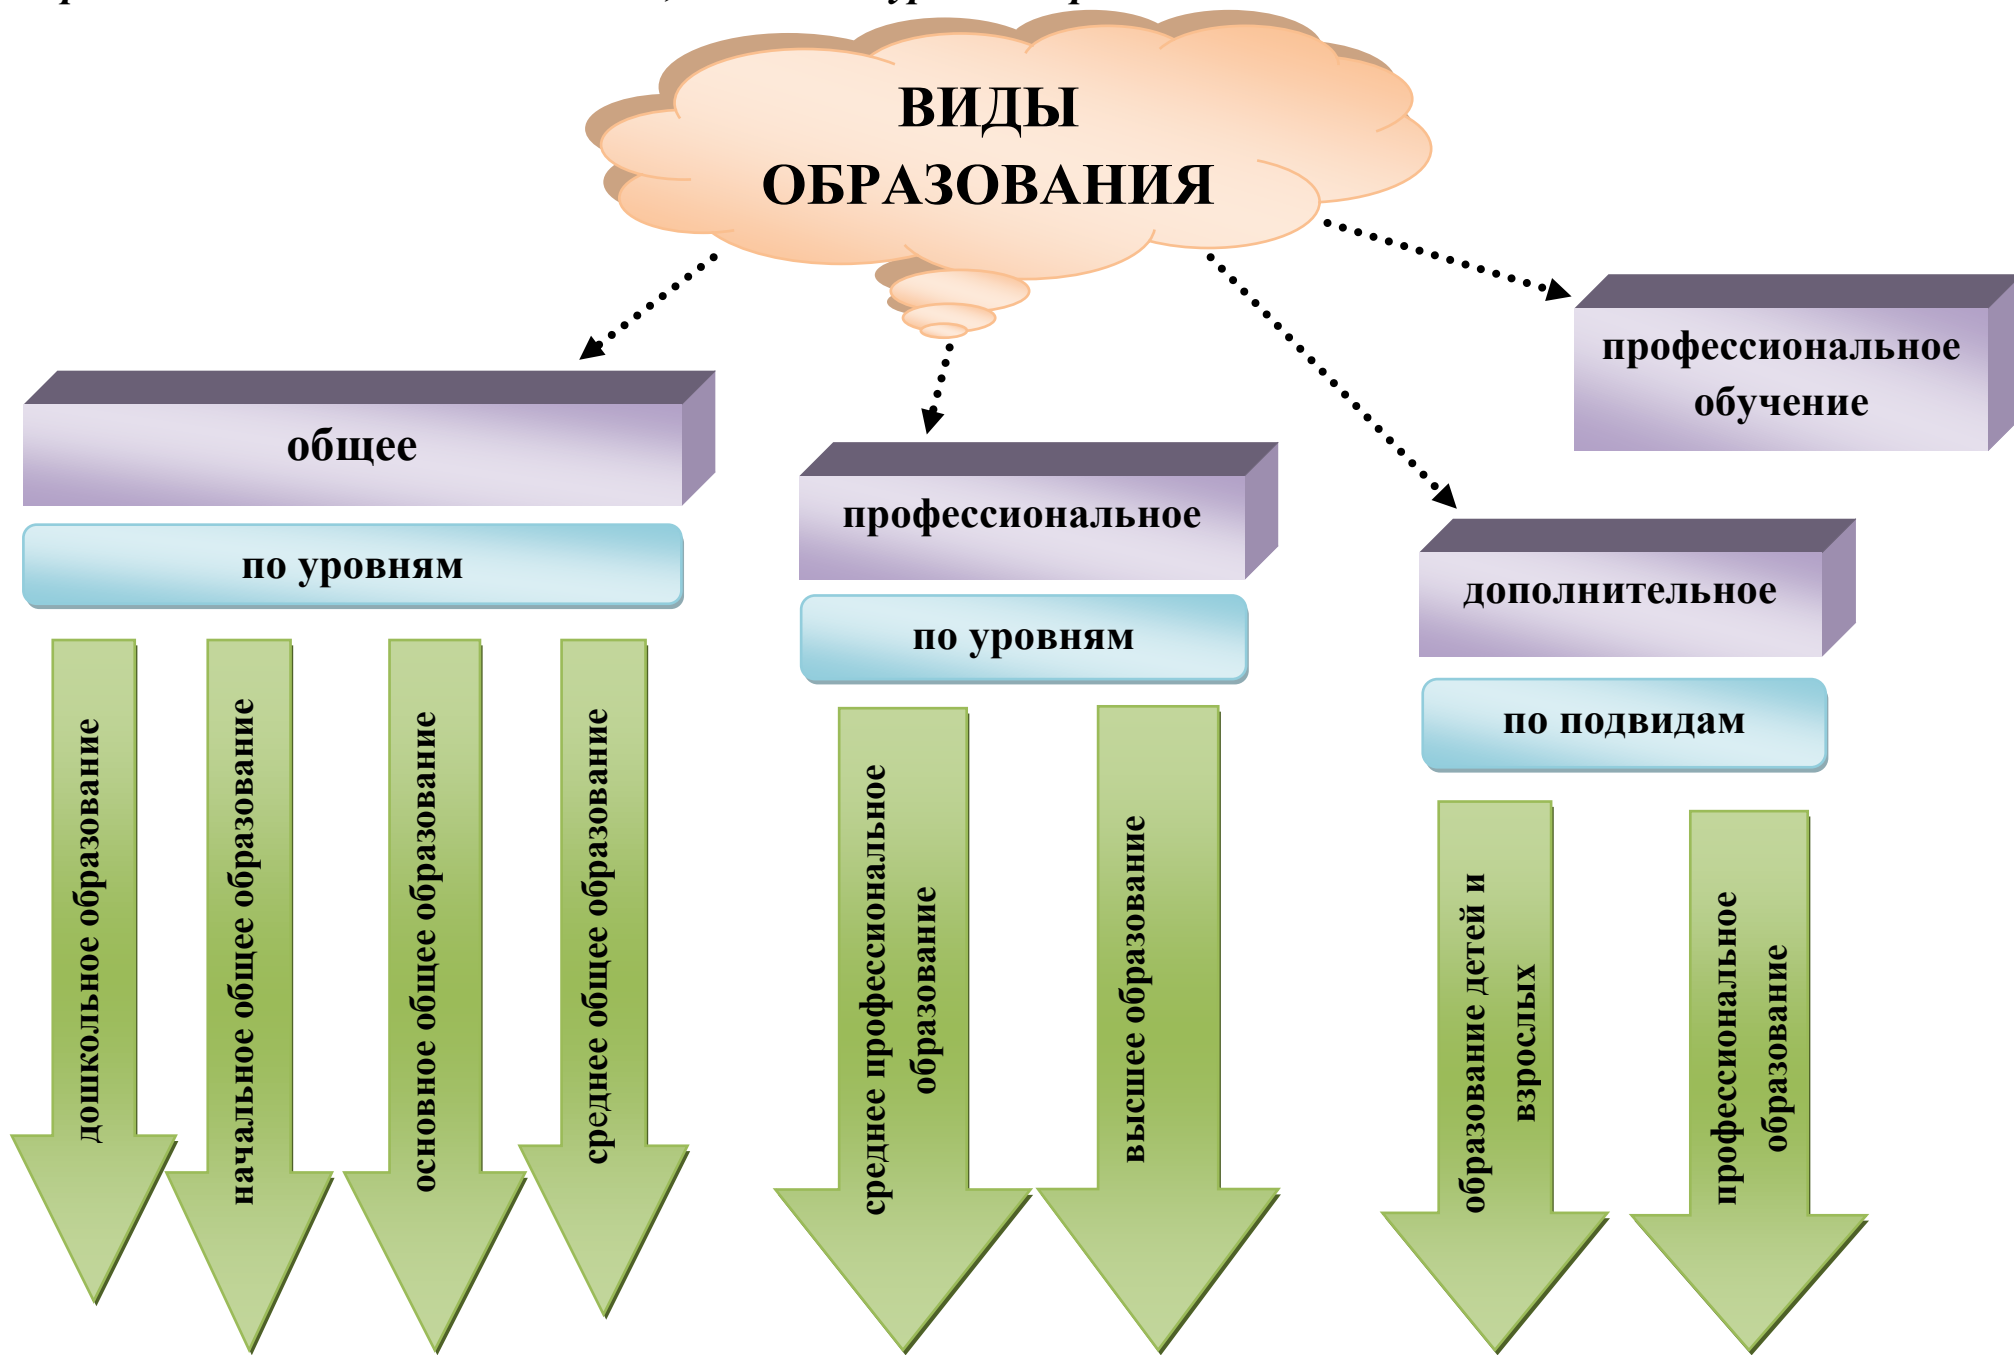 ВИДЫ
ОБРАЗОВАНИЯ
профессиональное
обучение
общее
профессиональное
дополнительное
по уровням
по уровням
по подвидам
дошкольное образование
начальное общее образование
основное общее образование
среднее общее образование
среднее профессиональное
образование
высшее образование
образование детей и
взрослых
профессиональное
образование